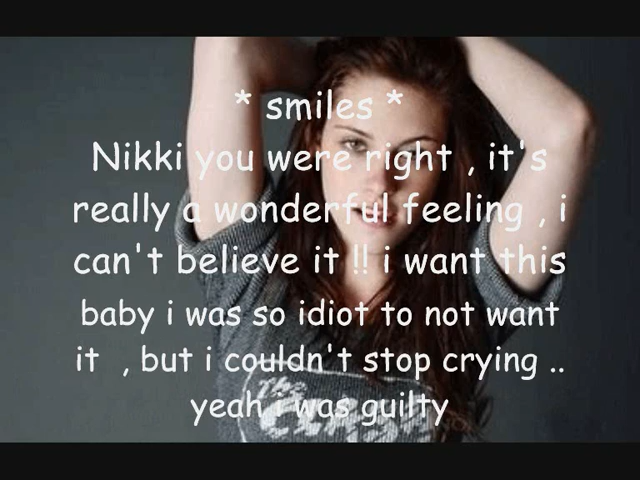 * smiles *
Nikki you were right , it's
really a wonderful feeling , i
can't believe it !! i want this
baby i was so idiot to not want
it , but i couldn't stop crying ..
yeah i was guilty
the